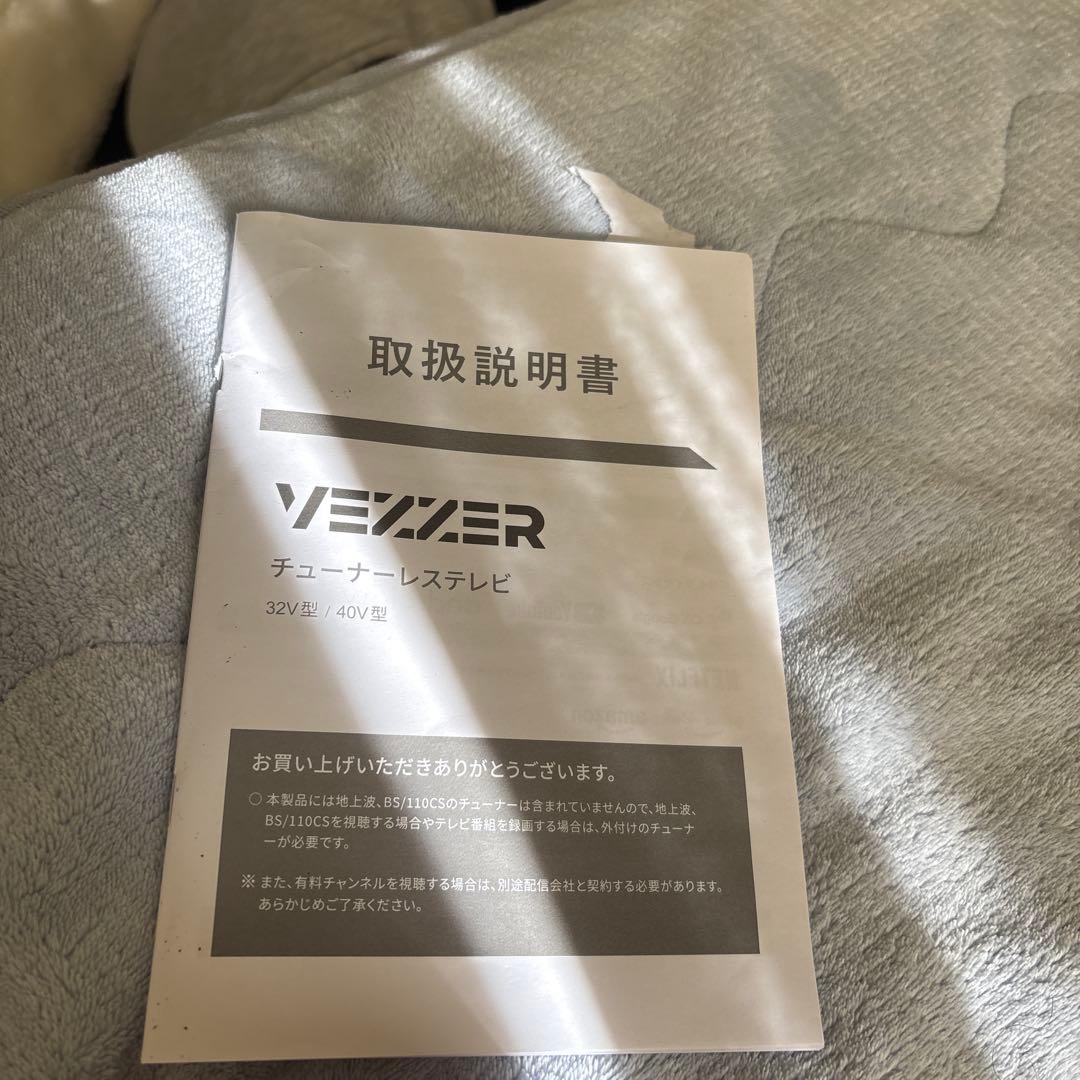 取扱説明書
VEZZER
チューナーレステレビ
32V型 / 40V型
お買い上げいただきありがとうございます。
○ 本製品には地上波、BS/110CSのチューナーは含まれていませんので、地上波、
BS/110CSを視聴する場合やテレビ番組を録画する場合は、外付けのチューナ
ーが必要です。
※ また、有料チャンネルを視聴する場合は、別途配信会社と契約する必要があります。
あらかじめご了承ください。